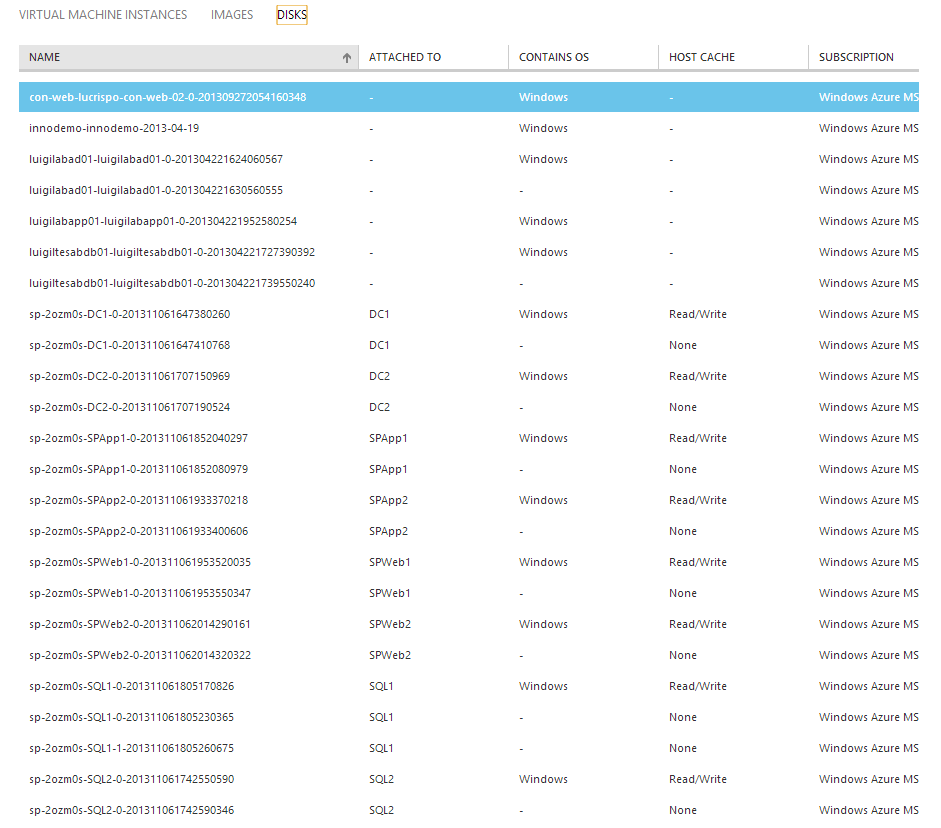 VIRTUAL MACHINE INSTANCES IMAGES DISKS
NAME ATTACHED TO CONTAINS OS HOST CACHE SUBSCRIPTION
con-web-lucrispo-con-web-02-0-201309272054160348 - Windows - Windows Azure MS
innodemo-innodemo-2013-04-19 - Windows - Windows Azure MS
luigilabad01-luigilabad01-0-201304221624060567 - Windows - Windows Azure MS
luigilabad01-luigilabad01-0-201304221630560555 - - - Windows Azure MS
luigilabapp01-luigilabapp01-0-201304221952580254 - Windows - Windows Azure MS
luigiltesabdb01-luigiltesabdb01-0-201304221727390392 - Windows - Windows Azure MS
luigiltesabdb01-luigiltesabdb01-0-201304221739550240 - - - Windows Azure MS
sp-2ozm0s-DC1-0-201311061647380260 DC1 Windows Read/Write Windows Azure MS
sp-2ozm0s-DC1-0-201311061647410768 DC1 - None Windows Azure MS
sp-2ozm0s-DC2-0-201311061707150969 DC2 Windows Read/Write Windows Azure MS
sp-2ozm0s-DC2-0-201311061707190524 DC2 - None Windows Azure MS
sp-2ozm0s-SPApp1-0-201311061852040297 SPApp1 Windows Read/Write Windows Azure MS
sp-2ozm0s-SPApp1-0-201311061852080979 SPApp1 - None Windows Azure MS
sp-2ozm0s-SPApp2-0-201311061933370218 SPApp2 Windows Read/Write Windows Azure MS
sp-2ozm0s-SPApp2-0-201311061933400606 SPApp2 - None Windows Azure MS
sp-2ozm0s-SPWeb1-0-201311061953520035 SPWeb1 Windows Read/Write Windows Azure MS
sp-2ozm0s-SPWeb1-0-201311061953550347 SPWeb1 - None Windows Azure MS
sp-2ozm0s-SPWeb2-0-201311062014290161 SPWeb2 Windows Read/Write Windows Azure MS
sp-2ozm0s-SPWeb2-0-201311062014320322 SPWeb2 - None Windows Azure MS
sp-2ozm0s-SQL1-0-201311061805170826 SQL1 Windows Read/Write Windows Azure MS
sp-2ozm0s-SQL1-0-201311061805230365 SQL1 - None Windows Azure MS
sp-2ozm0s-SQL1-1-201311061805260675 SQL1 - None Windows Azure MS
sp-2ozm0s-SQL2-0-201311061742550590 SQL2 Windows Read/Write Windows Azure MS
sp-2ozm0s-SQL2-0-201311061742590346 SQL2 - None Windows Azure MS